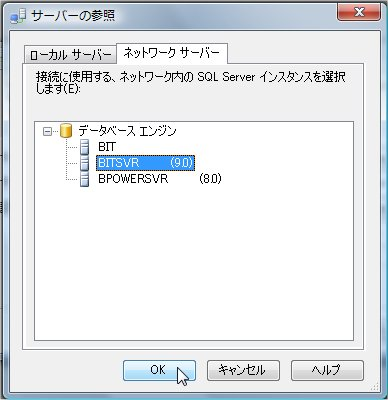 サーバーの参照
ローカル サーバー
ネットワーク サーバー
接続に使用する、ネットワーク内の SQL Server インスタンスを選択
します(E):
データベース エンジン
BIT
BITSVR (9.0)
BPOWERSVR (8.0)
OK
キャンセル
ヘルプ